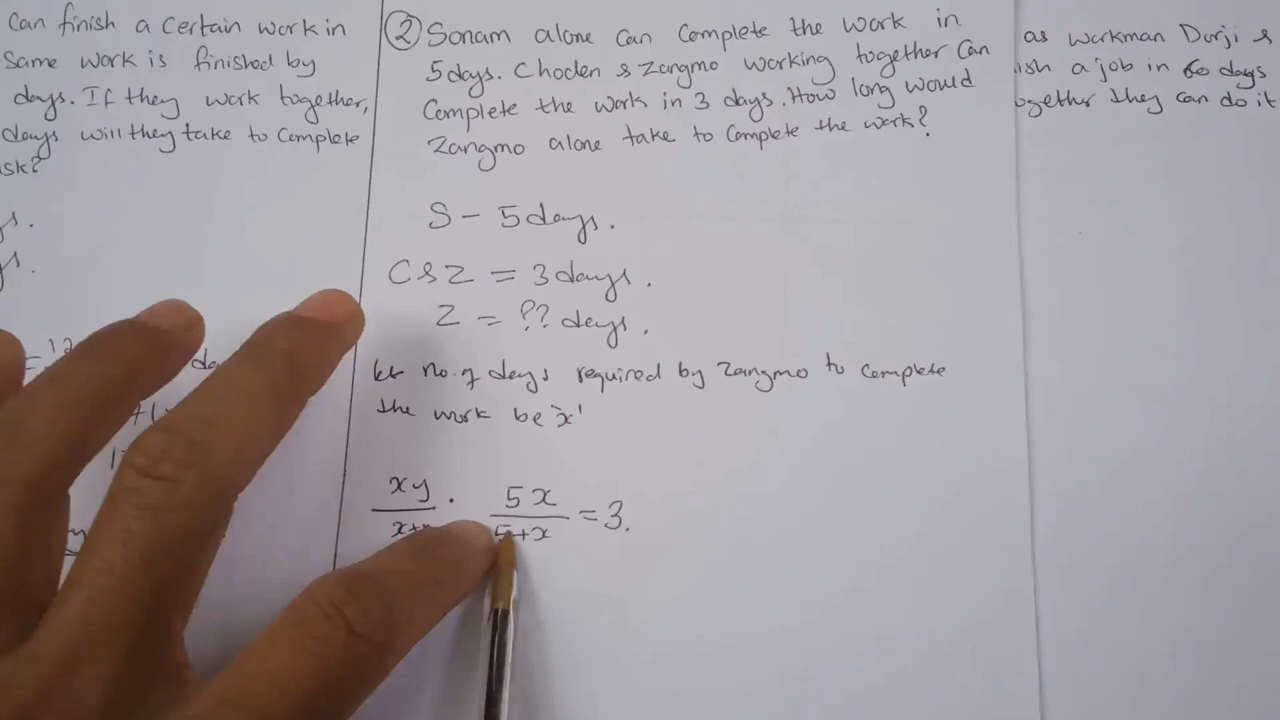 Can finish a certain work in
Same work is finished by
days. If they work together,
days will they take to complete
ask?
ys.
ys.
② Sonam alone can complete the work in
5 days. Choden & Zangmo working together can
complete the work in 3 days. How long would
Zangmo alone take to complete the work?
S - 5 days.
C & Z = 3 days.
Z = ?? days.
let no. of days required by Zangmo to complete
the work be 'x'
xy/x+ . 5x/5+x = 3.
as workman Dorji &
ish a job in 60 days
ogether they can do it